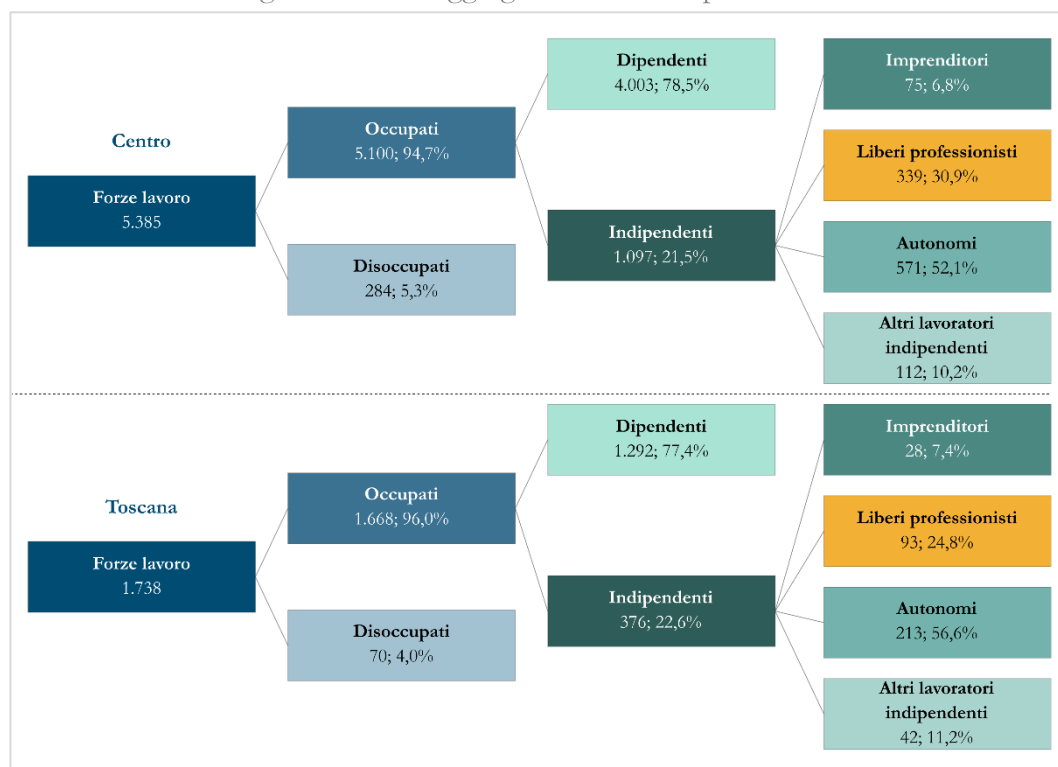 Centro
Forze lavoro
5.385
Occupati
5.100; 94,7%
Disoccupati
284; 5,3%
Dipendenti
4.003; 78,5%
Indipendenti
1.097; 21,5%
Imprenditori
75; 6,8%
Liberi professionisti
339; 30,9%
Autonomi
571; 52,1%
Altri lavoratori
indipendenti
112; 10,2%
Toscana
Forze lavoro
1.738
Occupati
1.668; 96,0%
Disoccupati
70; 4,0%
Dipendenti
1.292; 77,4%
Indipendenti
376; 22,6%
Imprenditori
28; 7,4%
Liberi professionisti
93; 24,8%
Autonomi
213; 56,6%
Altri lavoratori
indipendenti
42; 11,2%